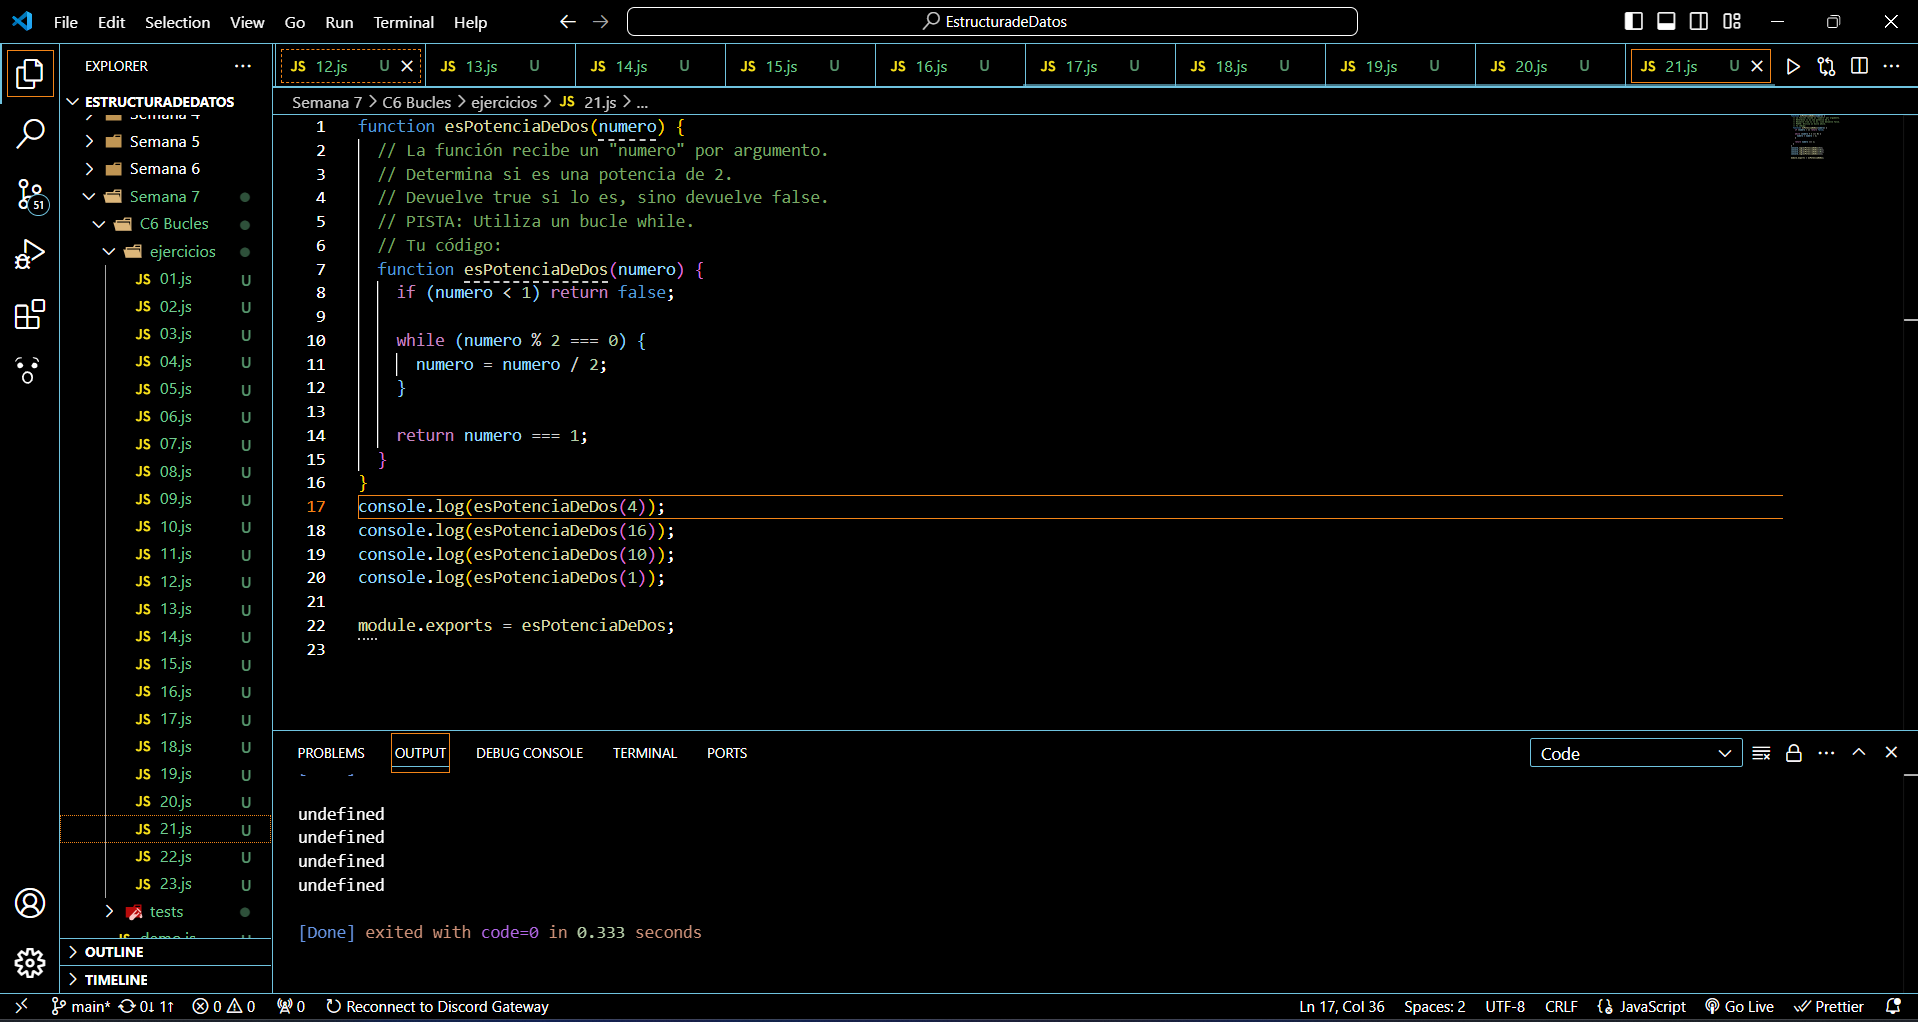 File Edit Selection View Go Run Terminal Help
EstructuradeDatos
EXPLORER
ESTRUCTURADEDATOS
Semana 4
Semana 5
Semana 6
Semana 7
C6 Bucles
ejercicios
JS 01.js U
JS 02.js U
JS 03.js U
JS 04.js U
JS 05.js U
JS 06.js U
JS 07.js U
JS 08.js U
JS 09.js U
JS 10.js U
JS 11.js U
JS 12.js U
JS 13.js U
JS 14.js U
JS 15.js U
JS 16.js U
JS 17.js U
JS 18.js U
JS 19.js U
JS 20.js U
JS 21.js U
JS 22.js U
JS 23.js U
tests
JS demo.js U
OUTLINE
TIMELINE
51
JS 12.js U JS 13.js U JS 14.js U JS 15.js U JS 16.js U JS 17.js U JS 18.js U JS 19.js U JS 20.js U JS 21.js U
Semana 7 > C6 Bucles > ejercicios > JS 21.js > ...
1 function esPotenciaDeDos(numero) {
2 // La función recibe un "numero" por argumento.
3 // Determina si es una potencia de 2.
4 // Devuelve true si lo es, sino devuelve false.
5 // PISTA: Utiliza un bucle while.
6 // Tu código:
7 function esPotenciaDeDos(numero) {
8 if (numero < 1) return false;
9
10 while (numero % 2 === 0) {
11 numero = numero / 2;
12 }
13
14 return numero === 1;
15 }
16 }
17 console.log(esPotenciaDeDos(4));
18 console.log(esPotenciaDeDos(16));
19 console.log(esPotenciaDeDos(10));
20 console.log(esPotenciaDeDos(1));
21
22 module.exports = esPotenciaDeDos;
23
PROBLEMS OUTPUT DEBUG CONSOLE TERMINAL PORTS
Code
undefined
undefined
undefined
undefined
[Done] exited with code=0 in 0.333 seconds
main* 0↓ 1↑ 0 0 0 Reconnect to Discord Gateway
Ln 17, Col 36 Spaces: 2 UTF-8 CRLF {} JavaScript Go Live Prettier